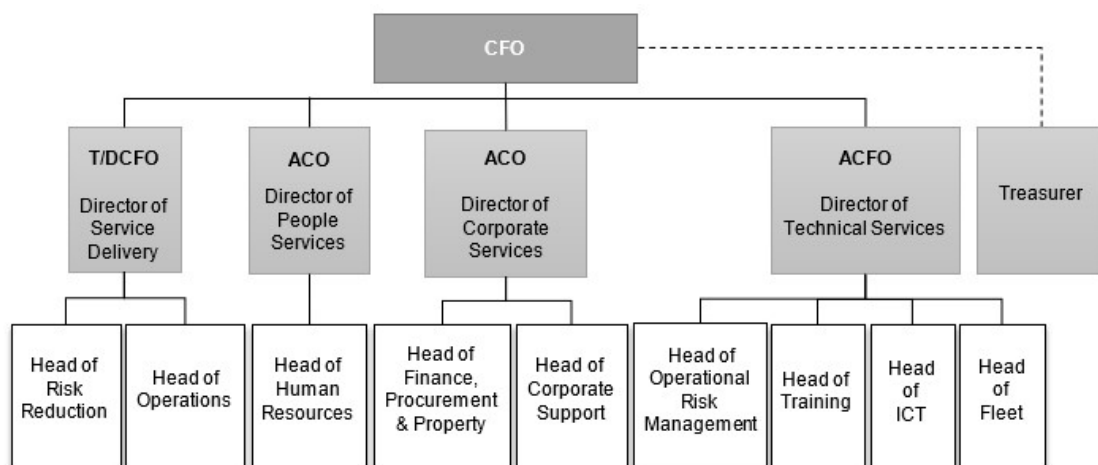 CFO
T/DCFO
Director of
Service
Delivery
ACO
Director of
People
Services
ACO
Director of
Corporate
Services
ACFO
Director of
Technical Services
Treasurer
Head of
Risk
Reduction
Head of
Operations
Head of
Human
Resources
Head of
Finance,
Procurement
& Property
Head of
Corporate
Support
Head of
Operational
Risk
Management
Head of
Training
Head
of
ICT
Head
of
Fleet